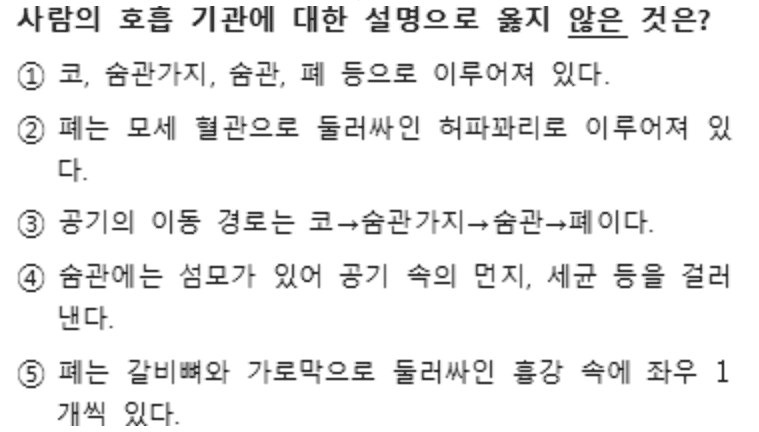 사람의 호흡 기관에 대한 설명으로 옳지 않은 것은?
① 코, 숨관가지, 숨관, 폐 등으로 이루어져 있다.
② 폐는 모세 혈관으로 둘러싸인 허파꽈리로 이루어져 있
다.
③ 공기의 이동 경로는 코→숨관가지→숨관→폐이다.
④ 숨관에는 섬모가 있어 공기 속의 먼지, 세균 등을 걸러
낸다.
⑤ 폐는 갈비뼈와 가로막으로 둘러싸인 흉강 속에 좌우 1
개씩 있다.